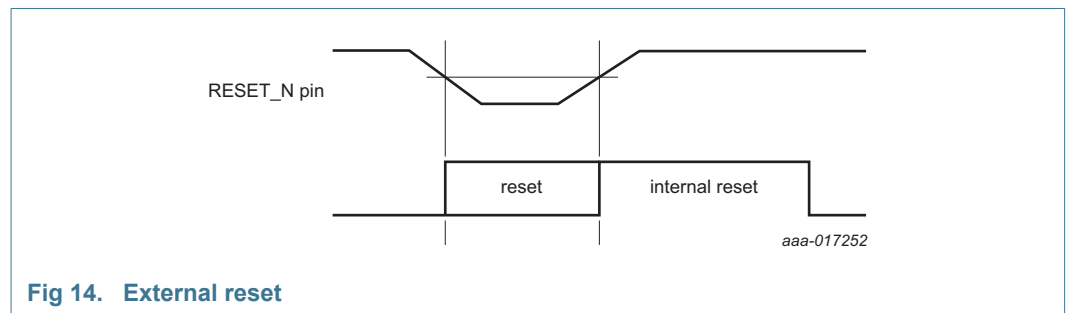 RESET_N pin
reset
internal reset
aaa-017252
Fig 14. External reset